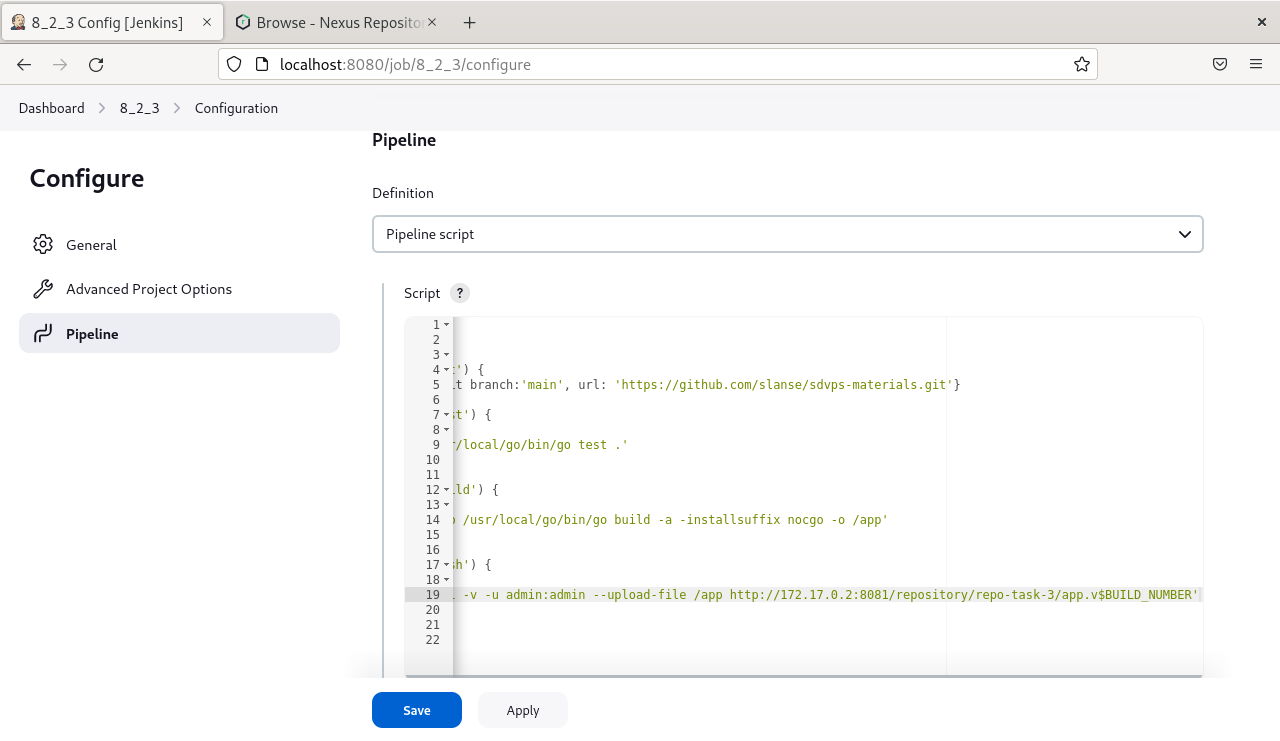 8_2_3 Config [Jenkins]
Browse - Nexus Reposito
localhost:8080/job/8_2_3/configure
Dashboard 8_2_3 Configuration
Configure
General
Advanced Project Options
Pipeline
Pipeline
Definition
Pipeline script
Script ?
1
2
3
4 ') {
5 t branch:'main', url: 'https://github.com/slanse/sdvps-materials.git'}
6
7 st') {
8
9 /local/go/bin/go test .'
10
11
12 ld') {
13
14 /usr/local/go/bin/go build -a -installsuffix nocgo -o /app'
15
16
17 sh') {
18
19 -v -u admin:admin --upload-file /app http://172.17.0.2:8081/repository/repo-task-3/app.v$BUILD_NUMBER'
20
21
22
Save
Apply